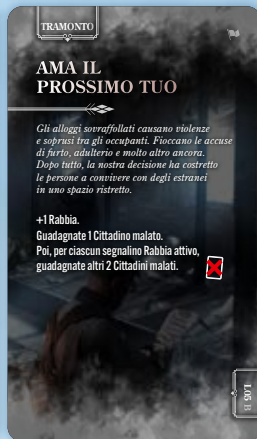 TRAMONTO
AMA IL
PROSSIMO TUO
Gli alloggi sovraffollati causano violenze
e soprusi tra gli occupanti. Fioccano le accuse
di furto, adulterio e molto altro ancora.
Dopo tutto, la nostra decisione ha costretto
le persone a convivere con degli estranei
in uno spazio ristretto.
+1 Rabbia.
Guadagnate 1 Cittadino malato.
Poi, per ciascun segnalino Rabbia attivo,
guadagnate altri 2 Cittadini malati.
L05 B